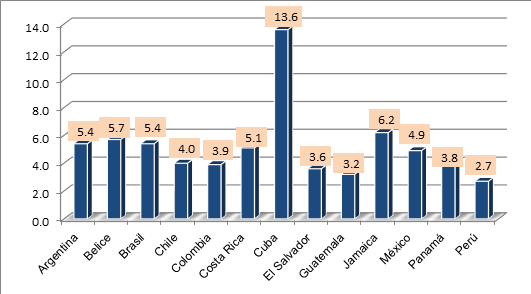 14.0
12.0
10.0
8.0
6.0
4.0
2.0
0.0
5.4
5.7
5.4
4.0
3.9
5.1
13.6
3.6
3.2
6.2
4.9
3.8
2.7
Argentina
Belice
Brasil
Chile
Colombia
Costa Rica
Cuba
El Salvador
Guatemala
Jamaica
México
Panamá
Perú